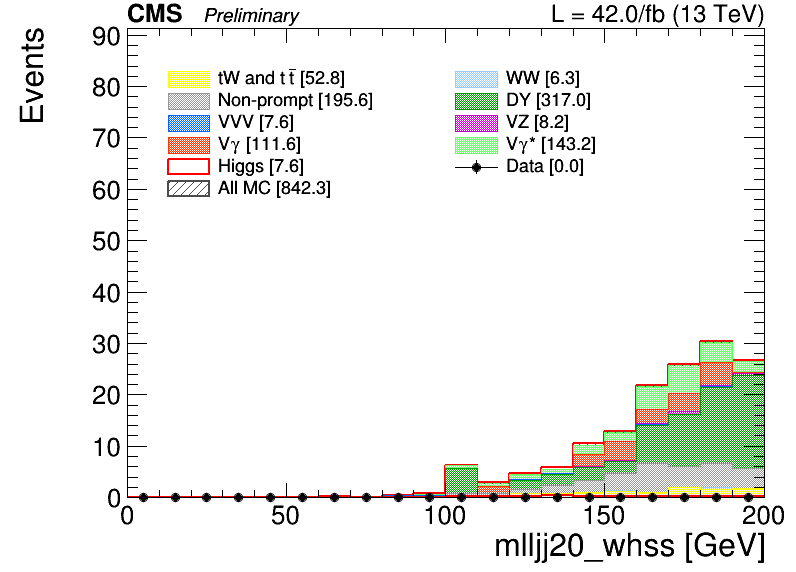 CMS Preliminary L = 42.0/fb (13 TeV)
Events
90
80
70
60
50
40
30
20
10
0
tW and t t̅ [52.8]
Non-prompt [195.6]
VVV [7.6]
Vγ [111.6]
Higgs [7.6]
All MC [842.3]
WW [6.3]
DY [317.0]
VZ [8.2]
Vγ* [143.2]
Data [0.0]
0 50 100 150 200
mlljj20_whss [GeV]